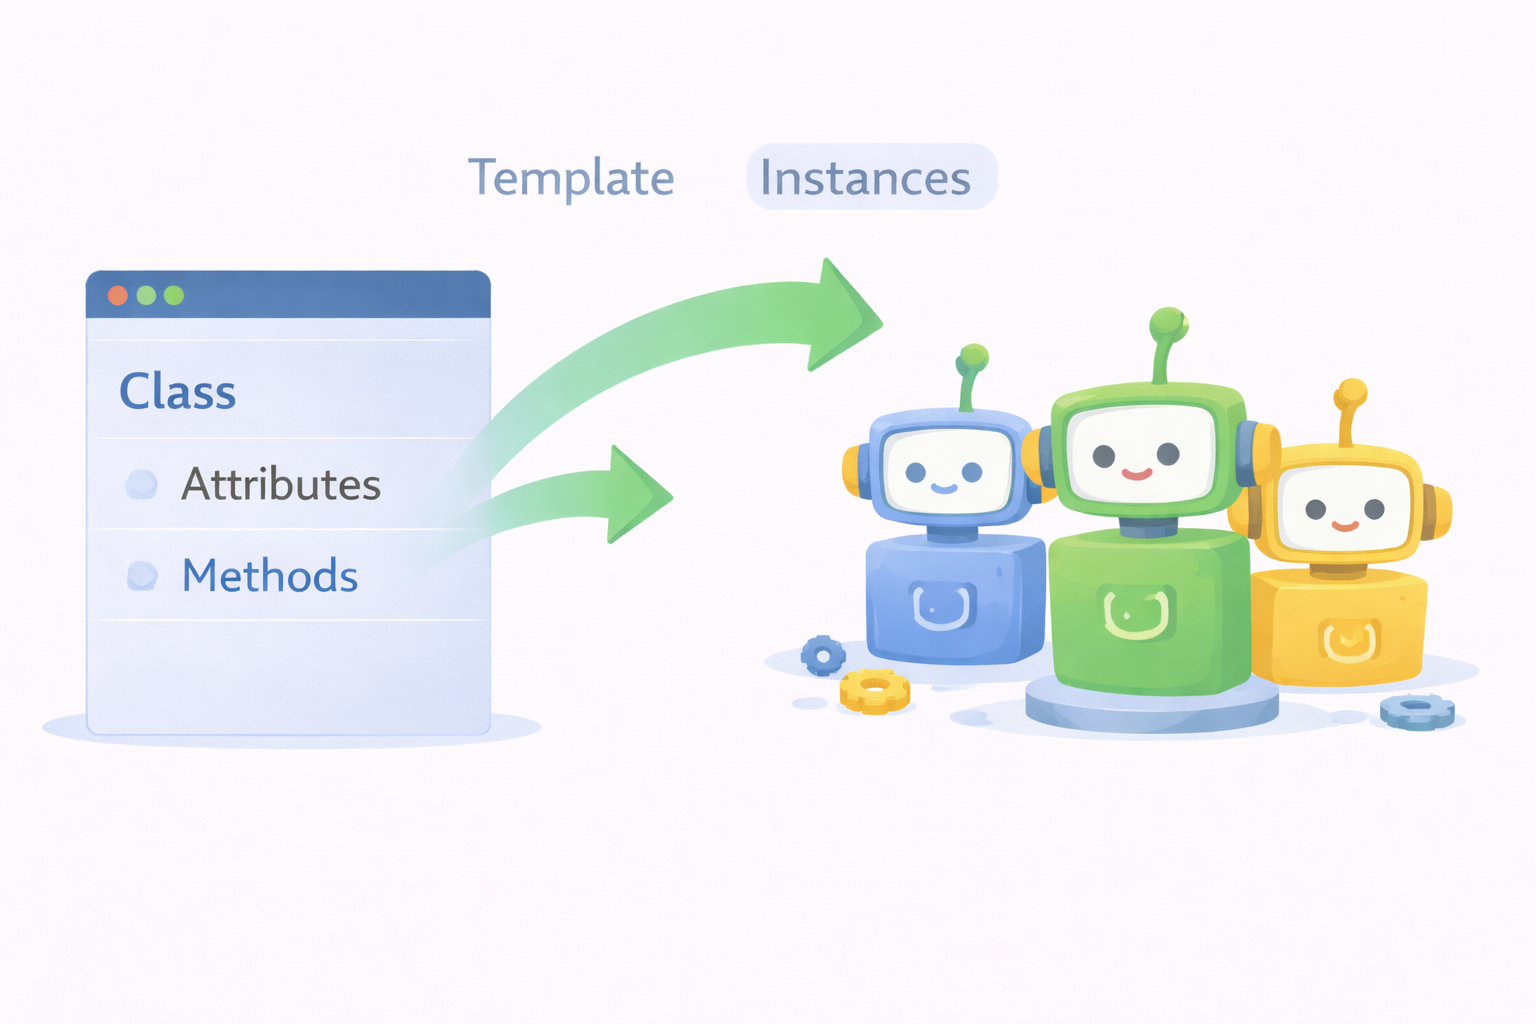 Template
Instances
Class
Attributes
Methods